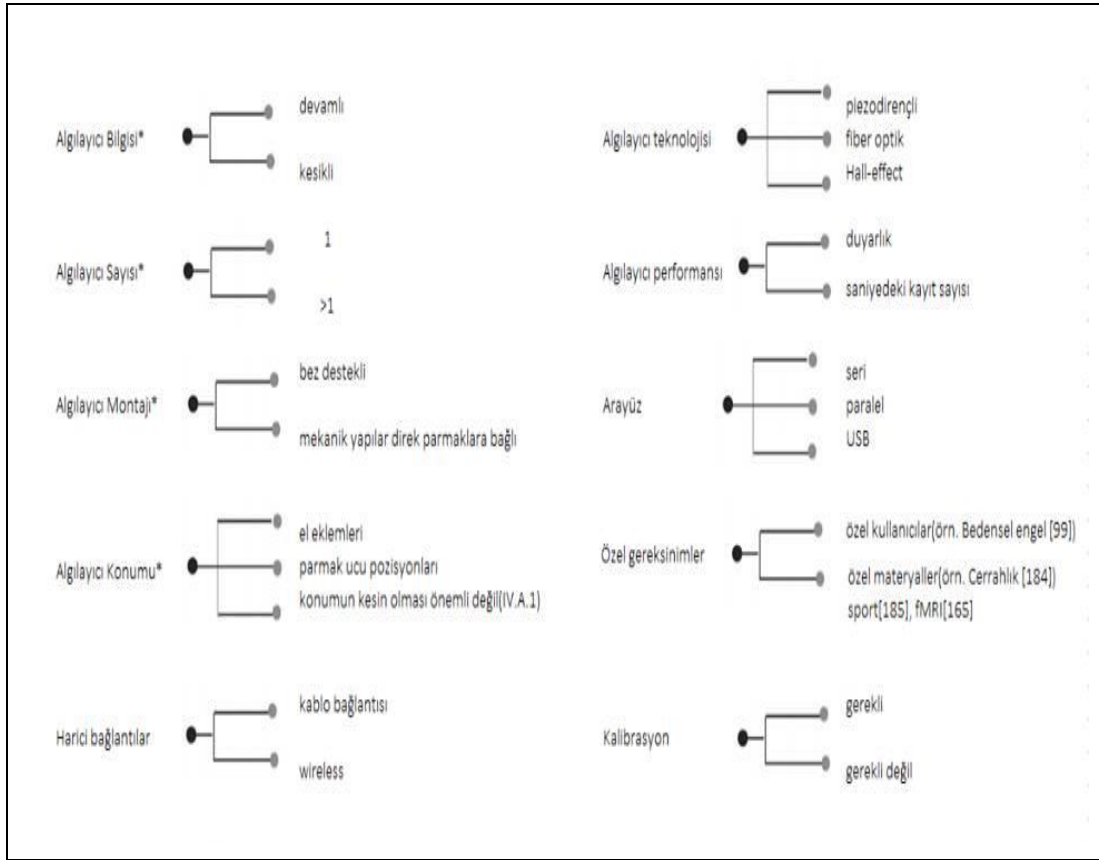 Algılayıcı Bilgisi*
devamlı
kesikli
Algılayıcı Sayısı*
1
>1
Algılayıcı Montajı*
bez destekli
mekanik yapılar direk parmaklara bağlı
Algılayıcı Konumu*
el eklemleri
parmak ucu pozisyonları
konumun kesin olması önemli değil(IV.A.1)
Harici bağlantılar
kablo bağlantısı
wireless
Algılayıcı teknolojisi
piezodirençli
fiber optik
Hall-effect
Algılayıcı performansı
duyarlık
saniyedeki kayıt sayısı
Arayüz
seri
paralel
USB
Özel gereksinimler
özel kullanıcılar(örn. Bedensel engel [99])
özel materyaller(örn. Cerrahlık [184])
sport[185], fMRI[165]
Kalibrasyon
gerekli
gerekli değil